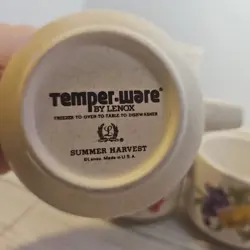 Temper-ware®
BY LENOX
FREEZER-TO-OVEN-TO-TABLE-TO-DISHWASHER
L
SUMMER HARVEST
© Lenox. Made in U.S.A.